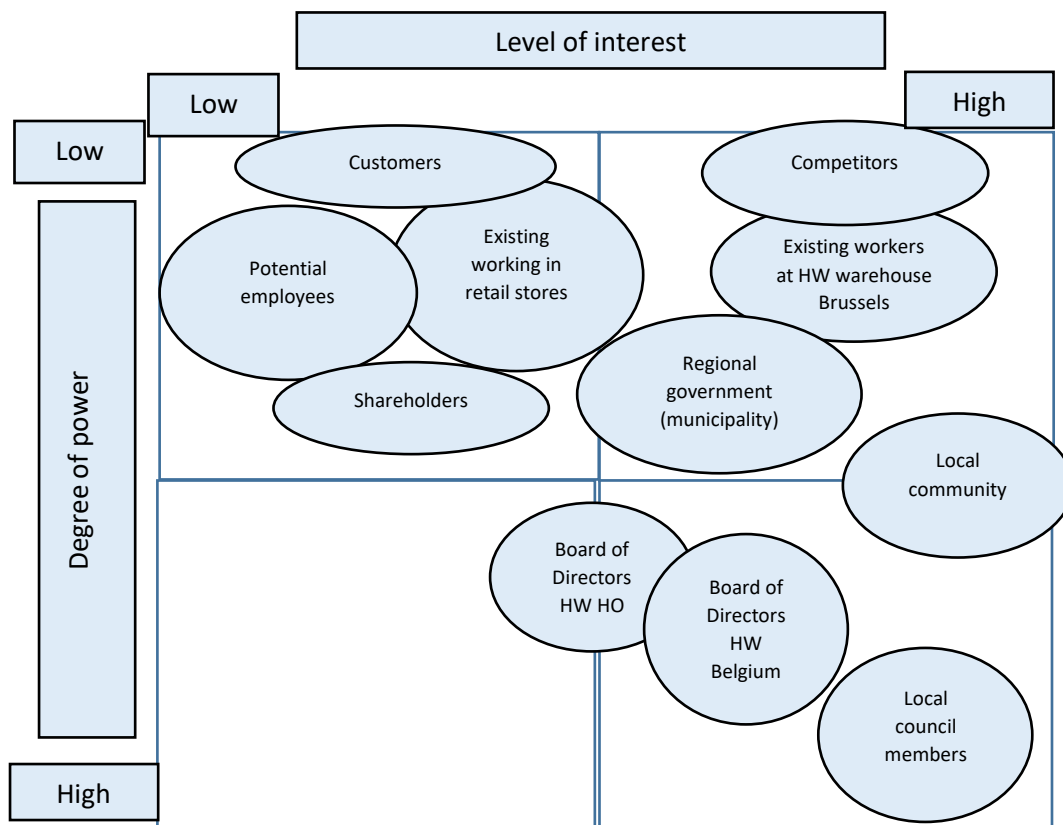 Level of interest
Low
High
Low
Customers
Competitors
Existing
working in
retail stores
Existing workers
at HW warehouse
Brussels
Potential
employees
Regional
government
(municipality)
Shareholders
Local
community
Degree of power
Board of
Directors
HW HO
Board of
Directors
HW
Belgium
Local
council
members
High